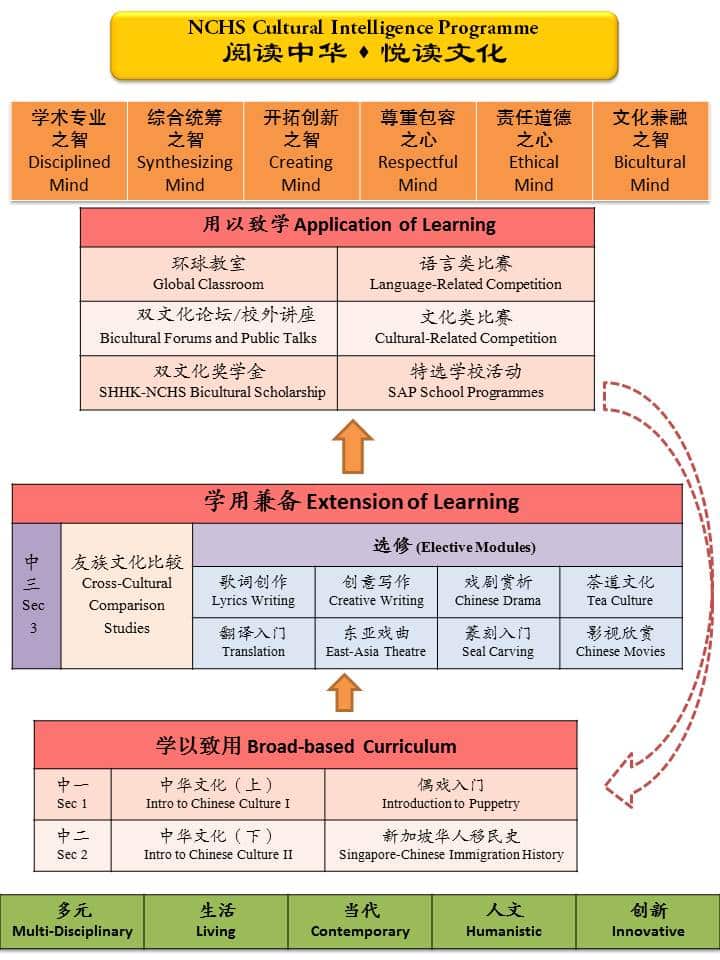 NCHS Cultural Intelligence Programme
阅读中华♦悦读文化
学术专业
之智
Disciplined
Mind
综合统筹
之智
Synthesizing
Mind
开拓创新
之智
Creating
Mind
尊重包容
之心
Respectful
Mind
责任道德
之心
Ethical
Mind
文化兼融
之智
Bicultural
Mind
用以致学 Application of Learning
环球教室
Global Classroom
语言类比赛
Language-Related Competition
双文化论坛/校外讲座
Bicultural Forums and Public Talks
文化类比赛
Cultural-Related Competition
双文化奖学金
SHHK-NCHS Bicultural Scholarship
特选学校活动
SAP School Programmes
学用兼备 Extension of Learning
中
三
Sec
3
友族文化比较
Cross-Cultural
Comparison
Studies
选修 (Elective Modules)
歌词创作
Lyrics Writing
创意写作
Creative Writing
戏剧赏析
Chinese Drama
茶道文化
Tea Culture
翻译入门
Translation
东亚戏曲
East-Asia Theatre
篆刻入门
Seal Carving
影视欣赏
Chinese Movies
学以致用 Broad-based Curriculum
中一
Sec 1
中华文化（上）
Intro to Chinese Culture I
偶戏入门
Introduction to Puppetry
中二
Sec 2
中华文化（下）
Intro to Chinese Culture II
新加坡华人移民史
Singapore-Chinese Immigration History
多元
Multi-Disciplinary
生活
Living
当代
Contemporary
人文
Humanistic
创新
Innovative